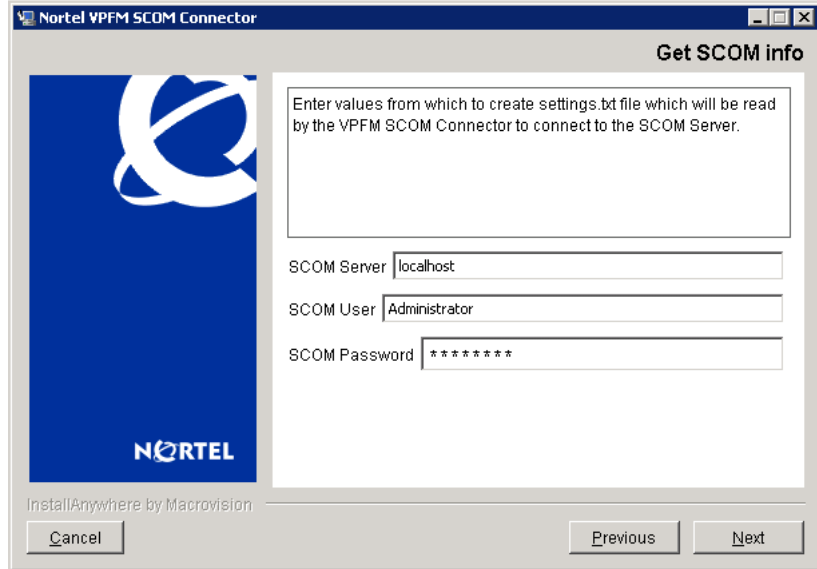 Nortel VPFM SCOM Connector
Get SCOM info
Enter values from which to create settings.txt file which will be read
by the VPFM SCOM Connector to connect to the SCOM Server.
SCOM Server localhost
SCOM User Administrator
SCOM Password ********
NORTEL
InstallAnywhere by Macrovision
Cancel Previous Next